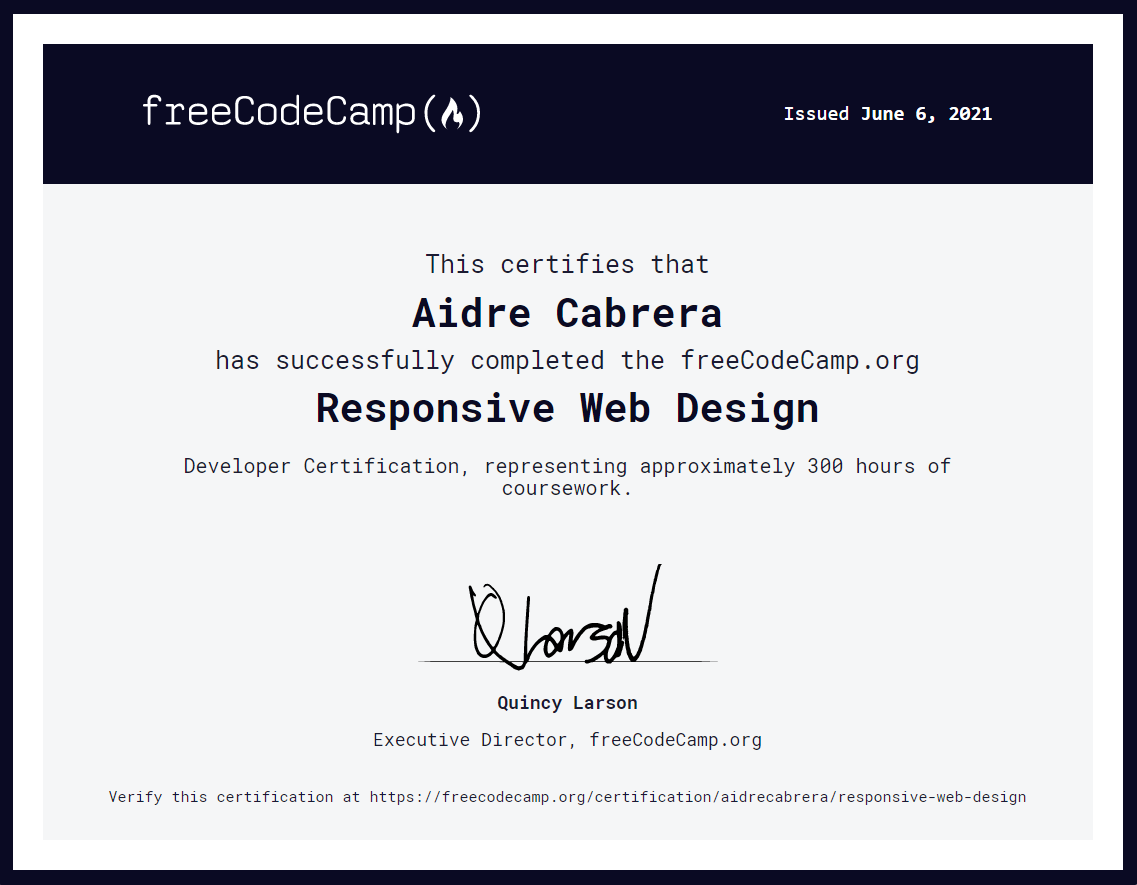 freeCodeCamp(🔥)
Issued June 6, 2021
This certifies that
Aidre Cabrera
has successfully completed the freeCodeCamp.org
Responsive Web Design
Developer Certification, representing approximately 300 hours of
coursework.
QLarson
Quincy Larson
Executive Director, freeCodeCamp.org
Verify this certification at https://freecodecamp.org/certification/aidrecabrera/responsive-web-design